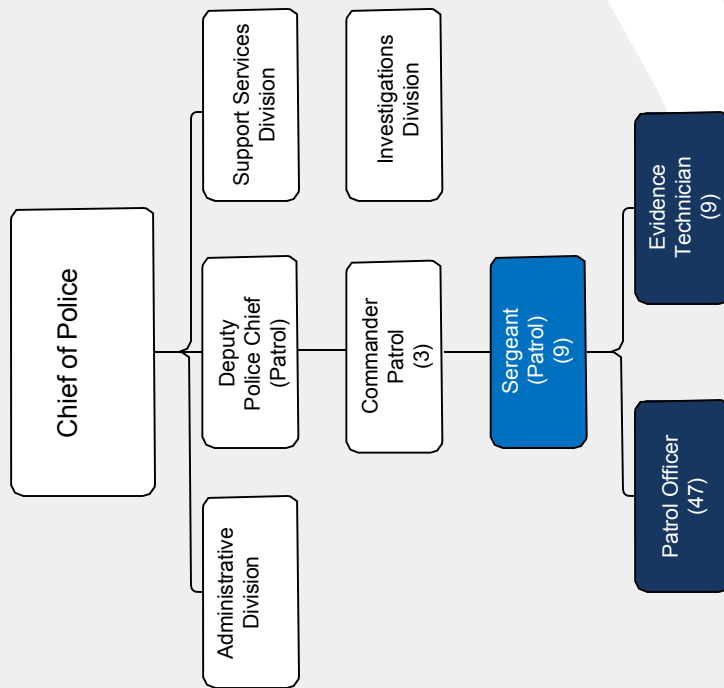 Chief of Police
Administrative
Division
Deputy
Police Chief
(Patrol)
Support Services
Division
Commander
Patrol
(3)
Investigations
Division
Sergeant
(Patrol)
(9)
Patrol Officer
(47)
Evidence
Technician
(9)